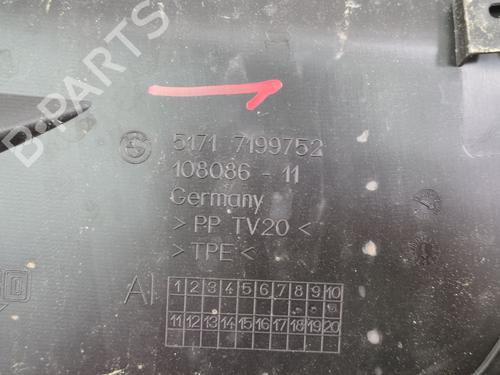 B-PARTS
5171 7199752
108086 - 11
Germany
> PP TV20 <
> TPE <
AI 1 2 3 4 5 6 7 8 9 10
11 12 13 14 15 16 17 18 19 20